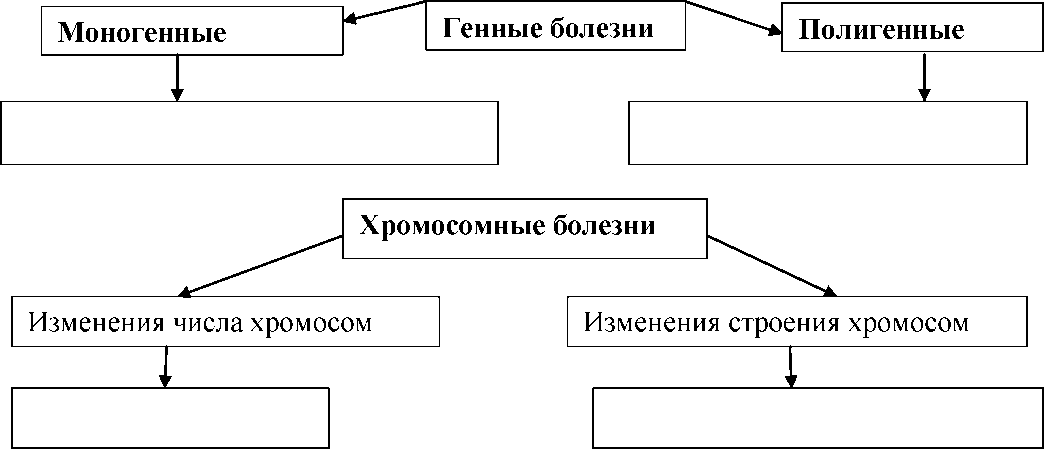 Генные болезни
Моногенные
Полигенные
Хромосомные болезни
Изменения числа хромосом
Изменения строения хромосом